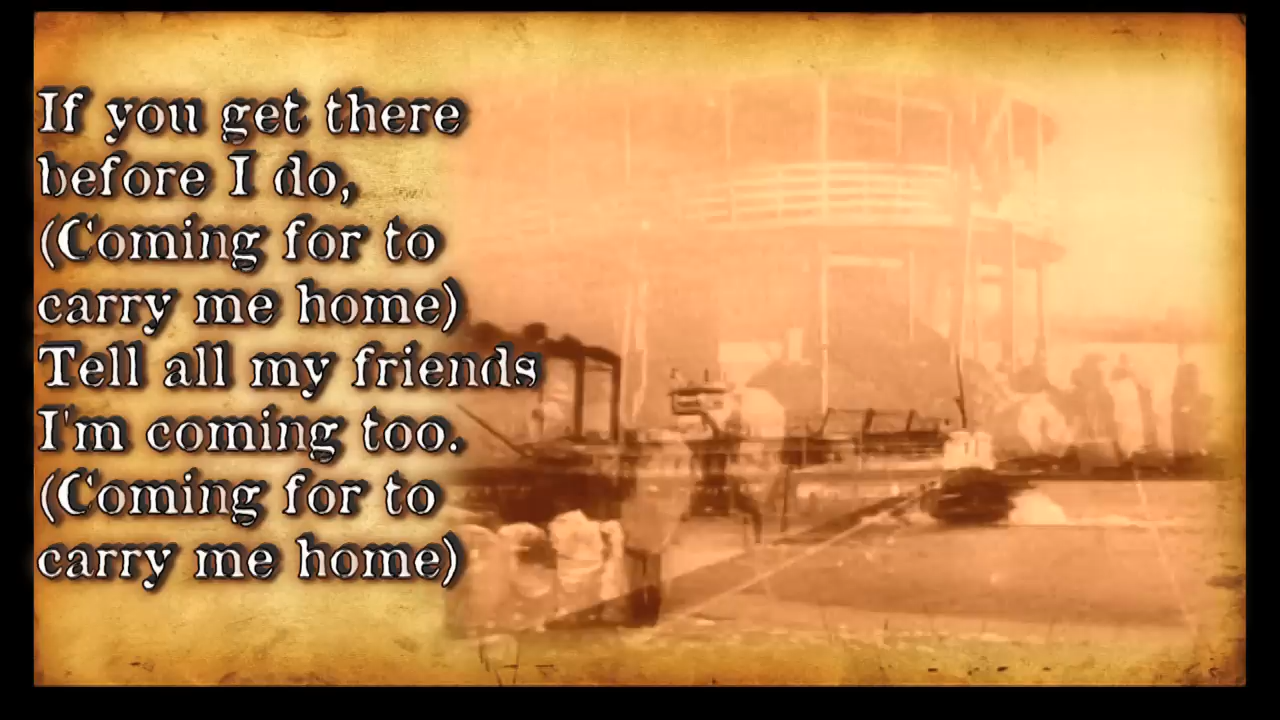 If you get there
before I do,
(Coming for to
carry me home)
Tell all my friends
I'm coming too.
(Coming for to
carry me home)